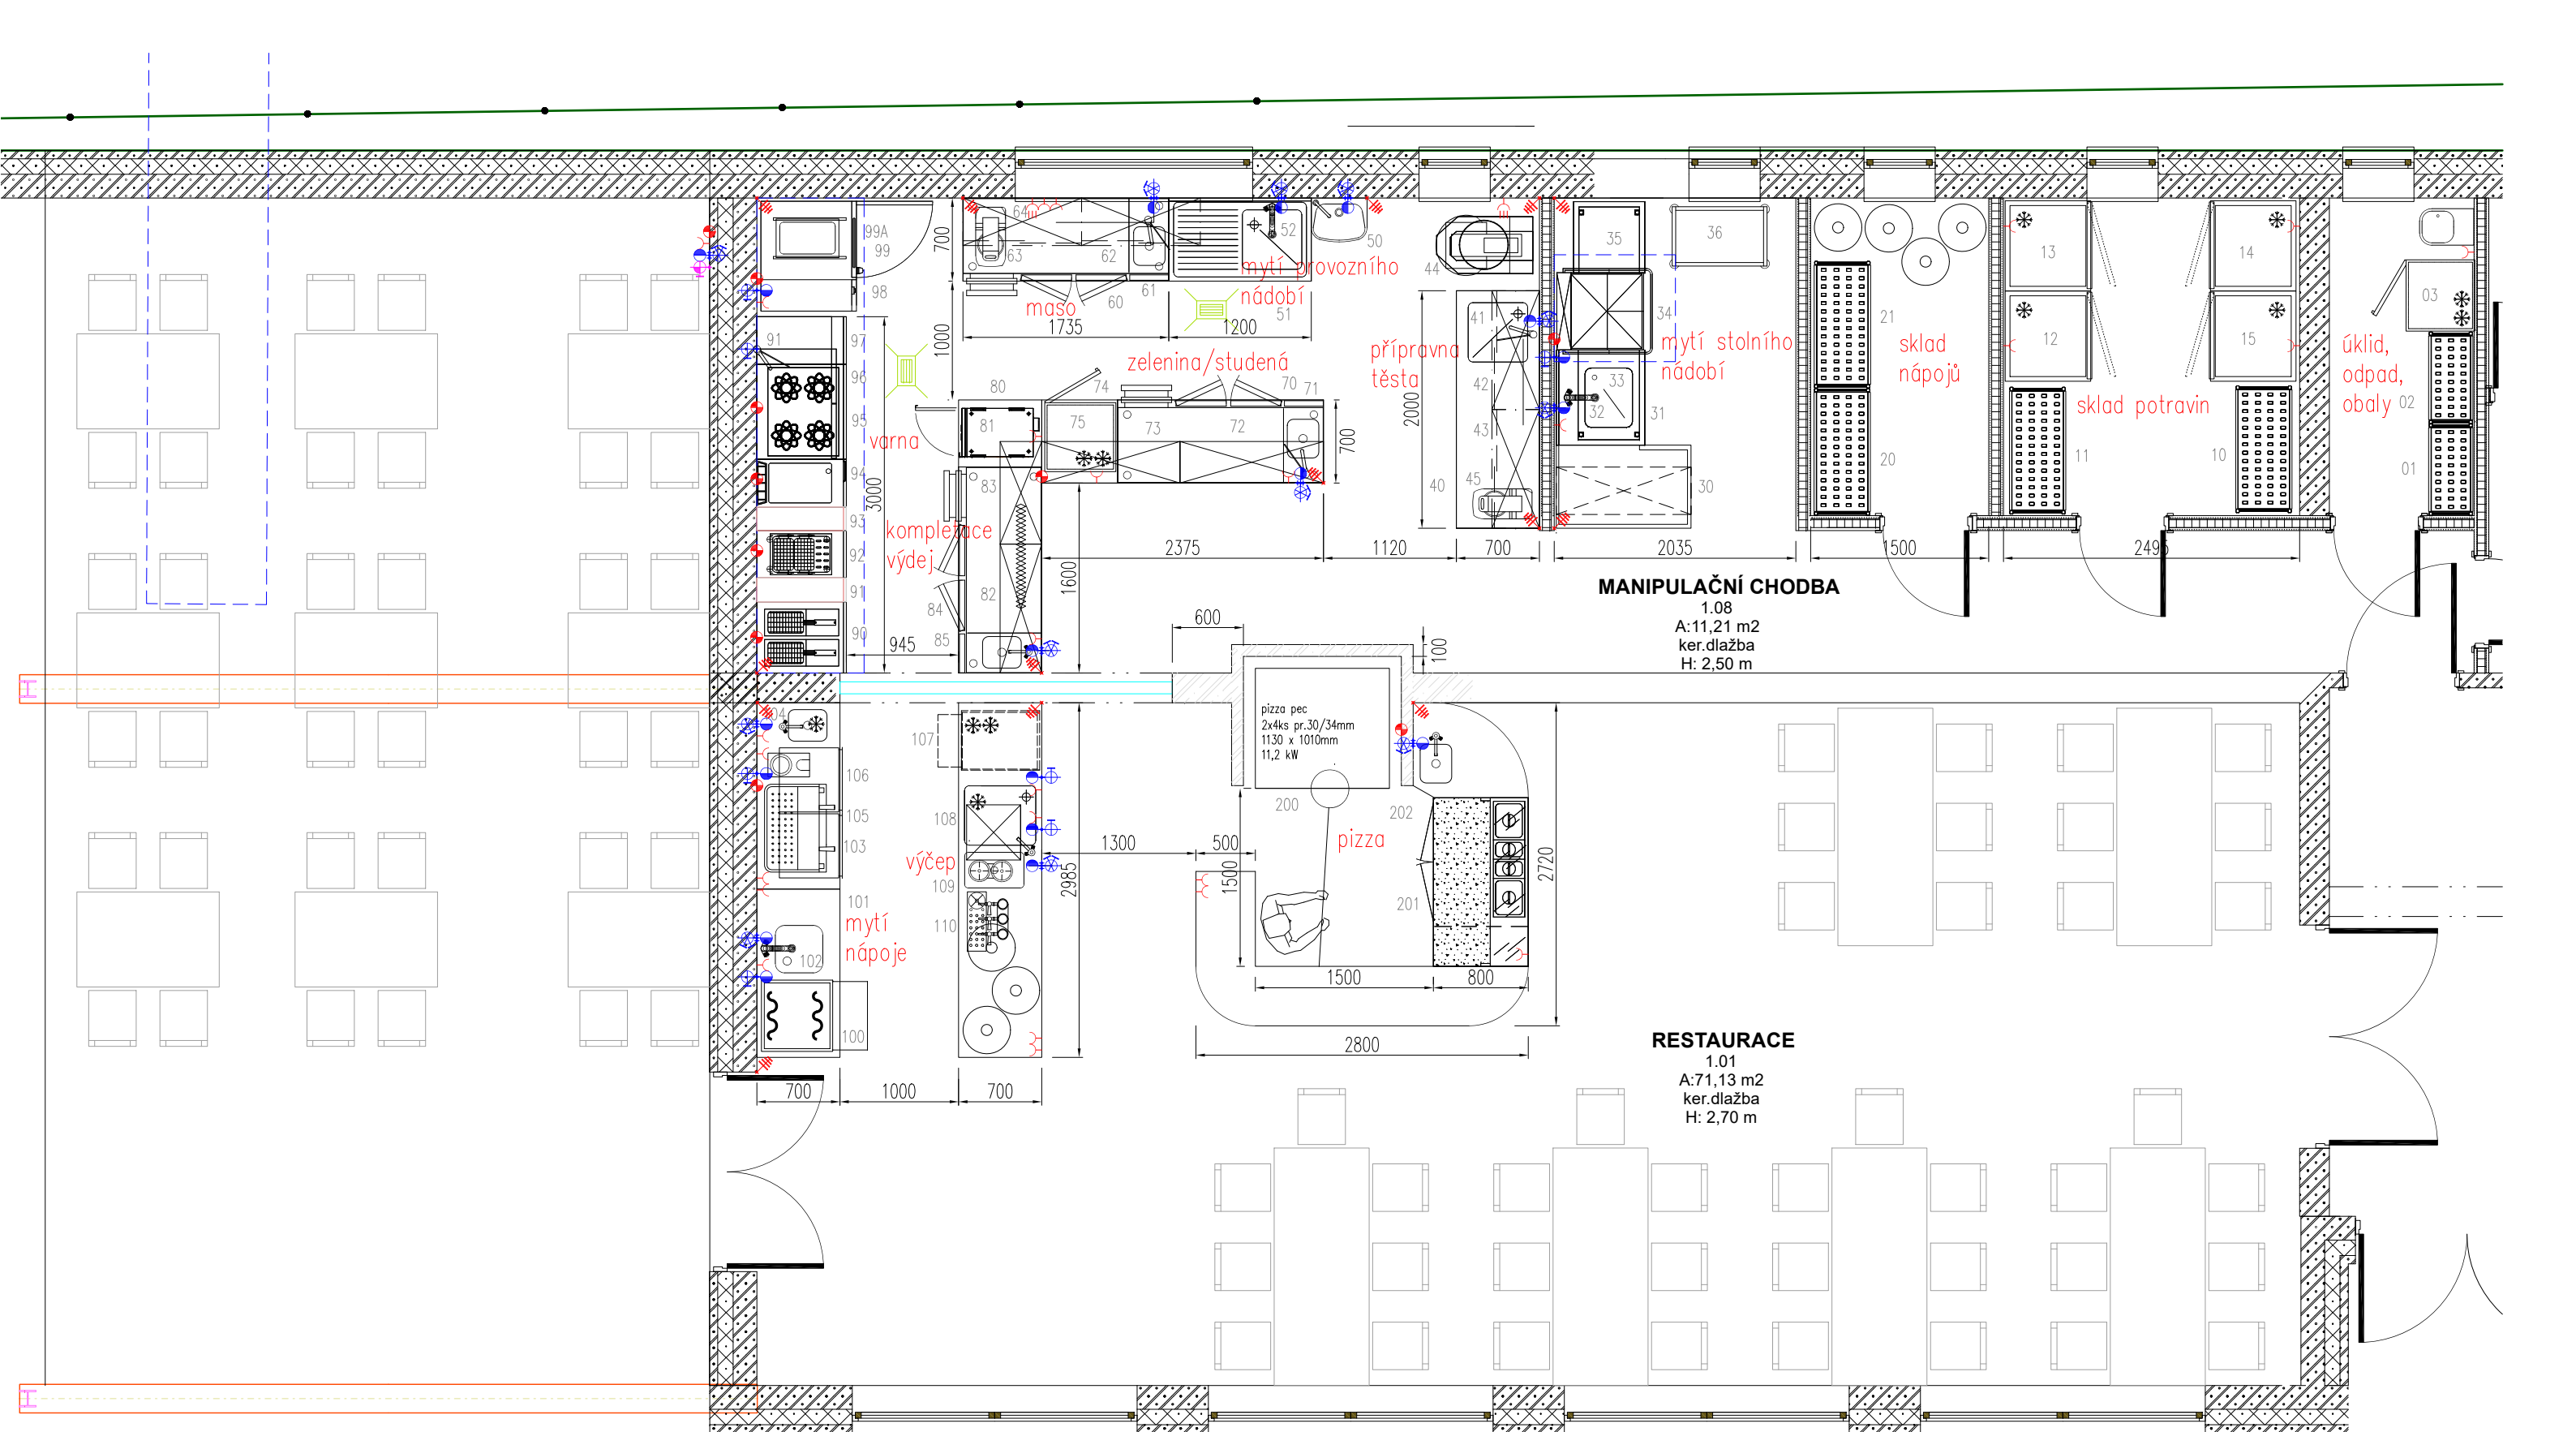 99A
99
98
700
64
63
62
61
60
maso
1735
52
50
mytí provozního
nádobí
51
1200
44
35
36
34
13
14
12
15
03
21
sklad
nápojů
mytí stolního
nádobí
přípravna
těsta
41
42
43
2000
33
32
31
úklid,
odpad,
obaly
02
sklad potravin
91
97
96
95
94
93
92
91
90
1000
zelenina/studená
80
81
74
75
73
72
70
71
700
varna
3000
kompletace
výdej
83
82
84
85
945
40
45
30
20
11
10
01
2375
1120
700
2035
1500
2495
1600
600
100
MANIPULAČNÍ CHODBA
1.08
A:11,21 m2
ker.dlažba
H: 2,50 m
pizza pec
2x4ks pr.30/34mm
1130 x 1010mm
11,2 kW
04
107
106
105
103
108
výčep
109
110
101
mytí
nápoje
102
100
2985
1300
500
1500
200
202
pizza
201
2720
1500
800
2800
700
1000
700
RESTAURACE
1.01
A:71,13 m2
ker.dlažba
H: 2,70 m